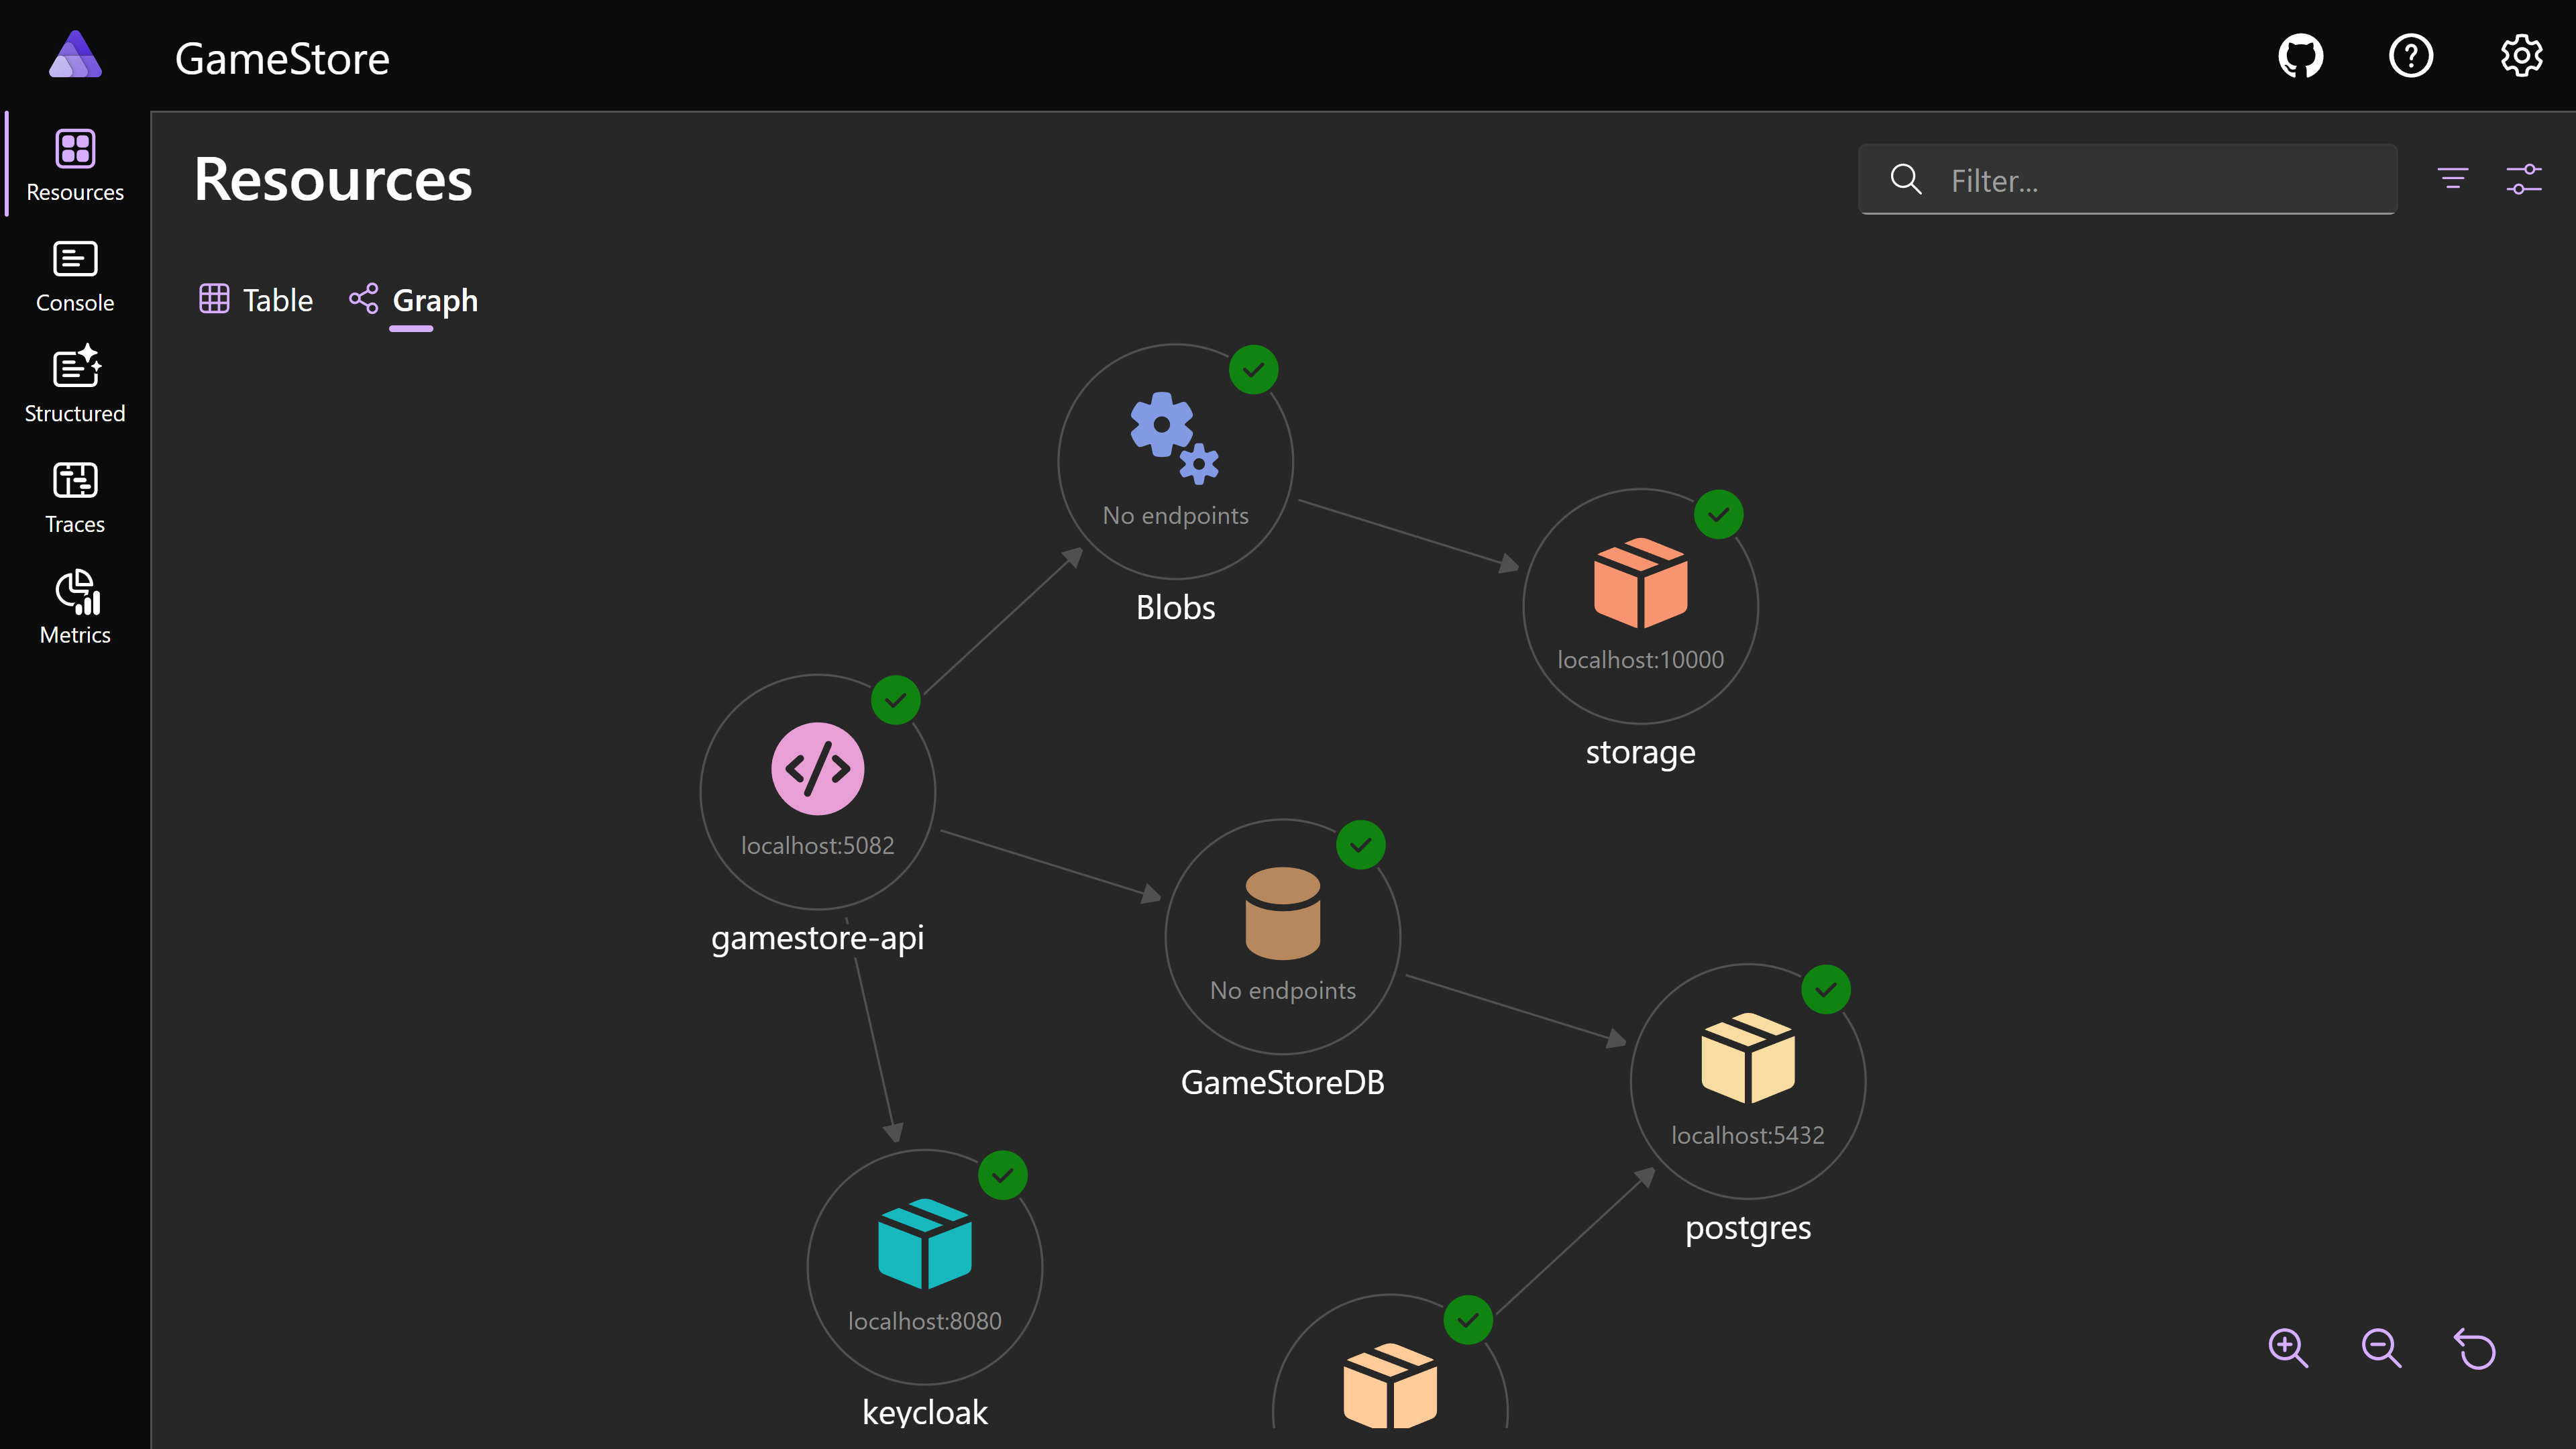 GameStore
Resources
Console
Structured
Traces
Metrics
Resources
Filter...
Table
Graph
No endpoints
Blobs
localhost:10000
storage
localhost:5082
gamestore-api
No endpoints
GameStoreDB
localhost:5432
postgres
localhost:8080
keycloak